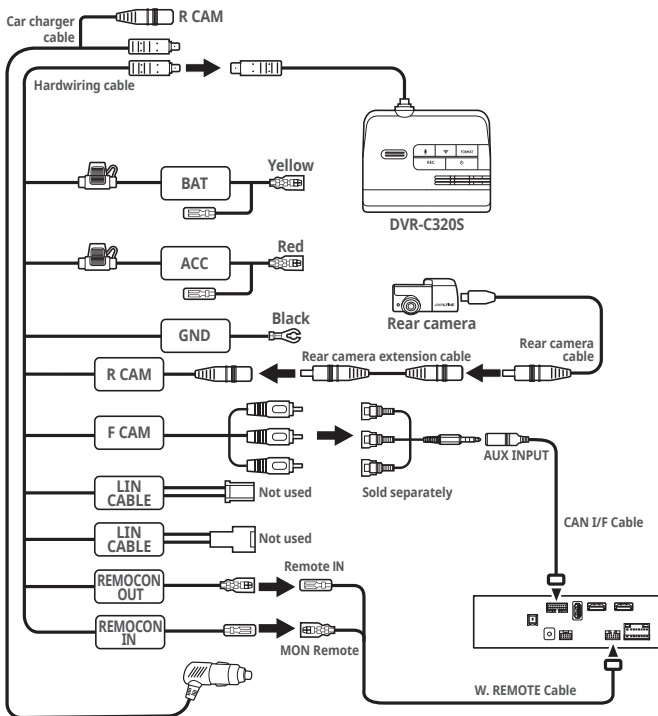 Car charger
cable
R CAM
Hardwiring cable
FORMAT
REC
DVR-C320S
BAT
Yellow
ACC
Red
GND
Black
Rear camera
Rear camera
cable
Rear camera extension cable
R CAM
F CAM
AUX INPUT
Sold separately
LIN
CABLE
Not used
CAN I/F Cable
LIN
CABLE
Not used
REMOCON
OUT
Remote IN
REMOCON
IN
MON Remote
W. REMOTE Cable